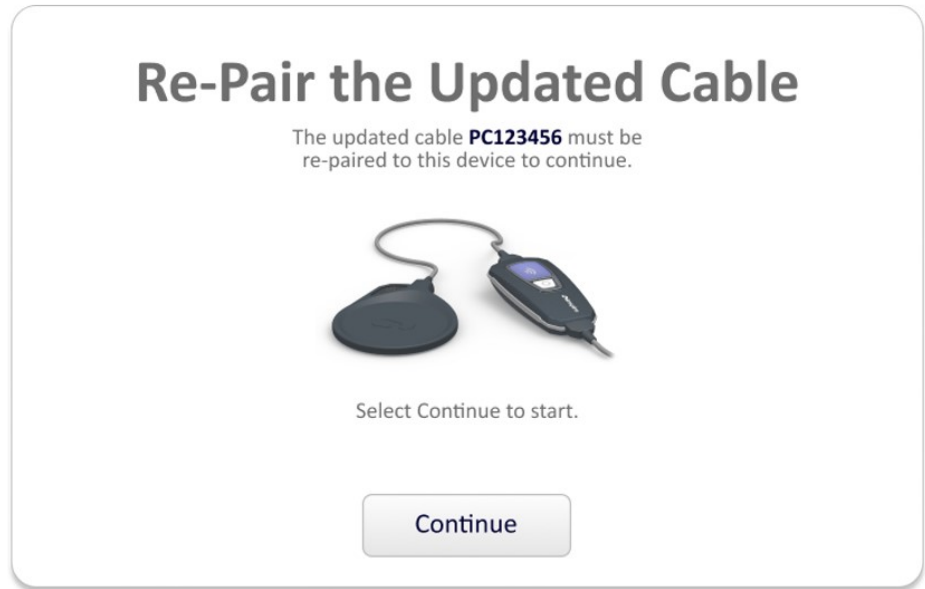 Re-Pair the Updated Cable
The updated cable PC123456 must be
re-paired to this device to continue.
Select Continue to start.
Continue